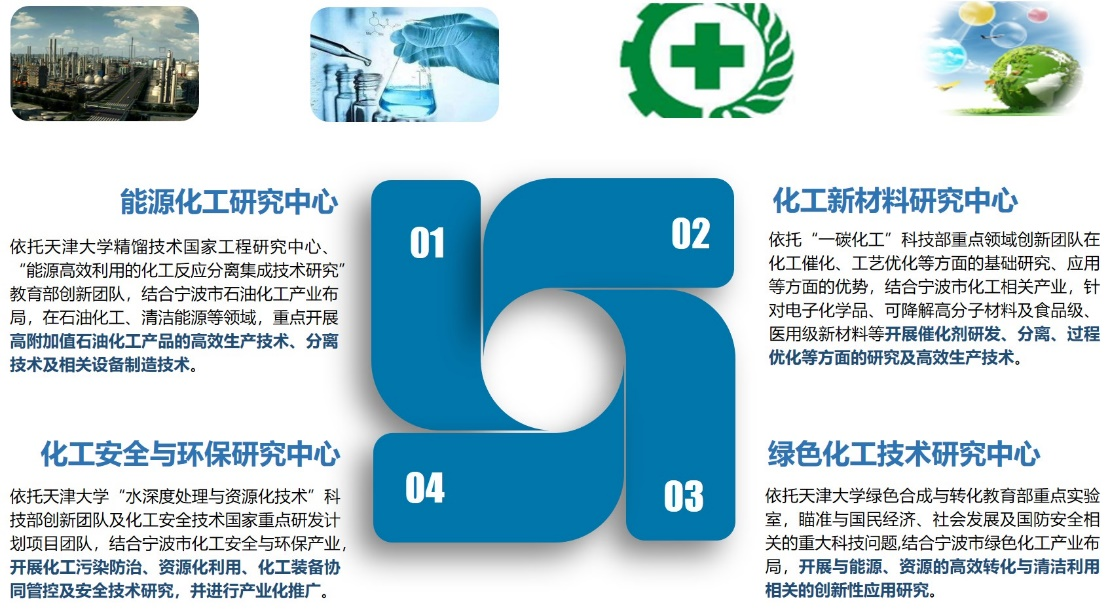 能源化工研究中心
依托天津大学精馏技术国家工程研究中心、
“能源高效利用的化工反应分离集成技术研究”
教育部创新团队，结合宁波市石油化工产业布
局，在石油化工、清洁能源等领域，重点开展
高附加值石油化工产品的高效生产技术、分离
技术及相关设备制造技术。
01
02
化工新材料研究中心
依托“一碳化工”科技部重点领域创新团队在
化工催化、工艺优化等方面的基础研究、应用
等方面的优势，结合宁波市化工相关产业，针
对电子化学品、可降解高分子材料及食品级、
医用级新材料等开展催化剂研发、分离、过程
优化等方面的研究及高效生产技术。
化工安全与环保研究中心
依托天津大学“水深度处理与资源化技术”科
技部创新团队及化工安全技术国家重点研发计
划项目团队，结合宁波市化工安全与环保产业，
开展化工污染防治、资源化利用、化工装备协
同管控及安全技术研究，并进行产业化推广。
04
03
绿色化工技术研究中心
依托天津大学绿色合成与转化教育部重点实验
室，瞄准与国民经济、社会发展及国防安全相
关的重大科技问题,结合宁波市绿色化工产业布
局，开展与能源、资源的高效转化与清洁利用
相关的创新性应用研究。